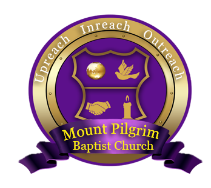 Upreach Inreach Outreach
Mount Pilgrim
Baptist Church